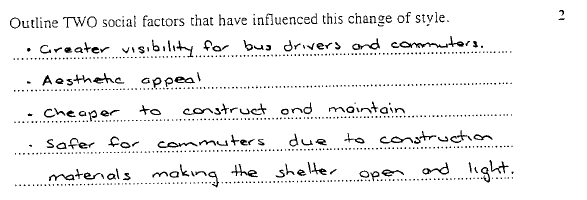 Outline TWO social factors that have influenced this change of style. 2
• Greater visibility for bus drivers and commuters.
• Aesthetic appeal
• Cheaper to construct and maintain
• Safer for commuters due to construction
materials making the shelter open and light.